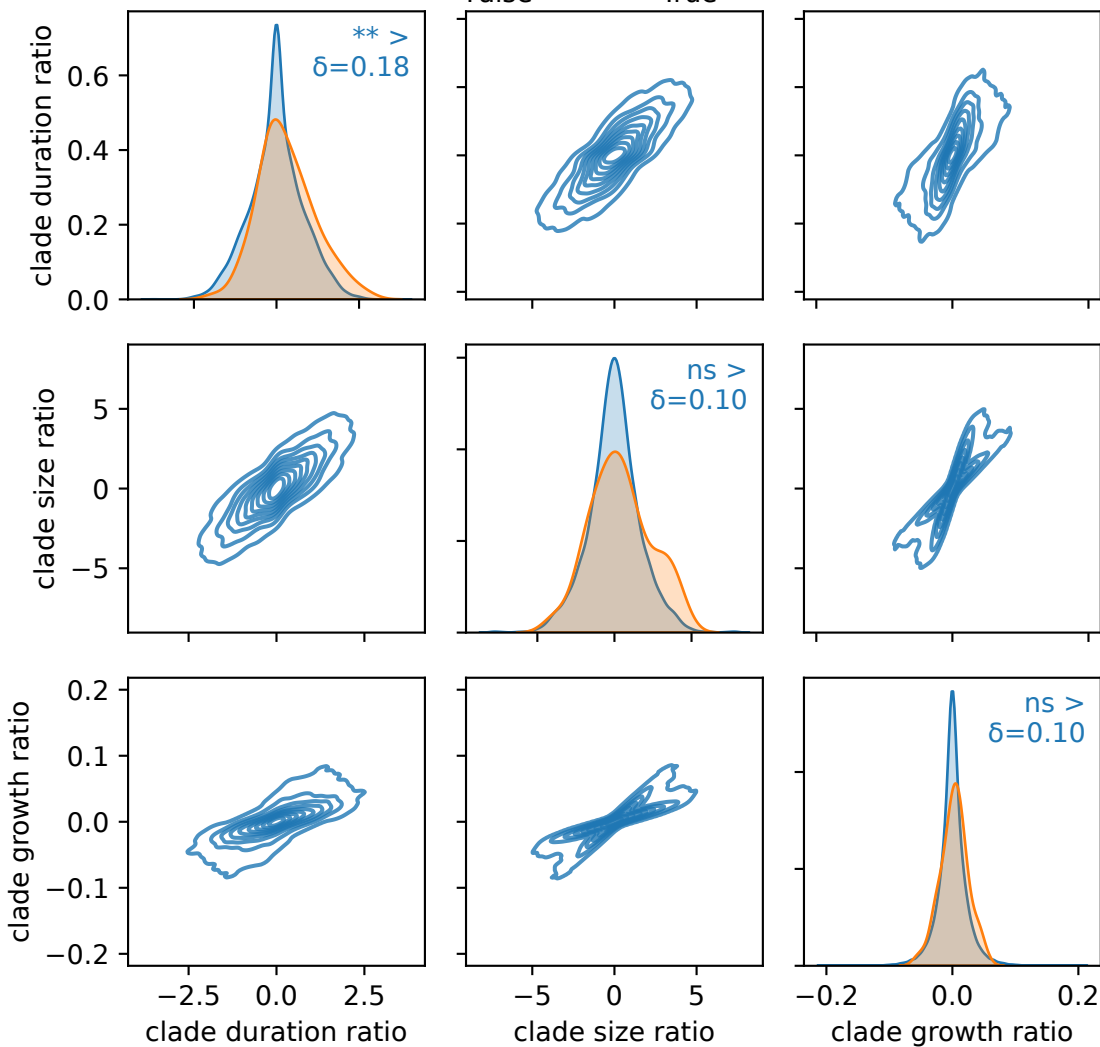 False True
clade duration ratio
0.6
0.4
0.2
0.0
** >
δ=0.18
clade size ratio
5
0
−5
ns >
δ=0.10
clade growth ratio
0.2
0.1
0.0
−0.1
−0.2
ns >
δ=0.10
−2.5 0.0 2.5
−5 0 5
−0.2 0.0 0.2
clade duration ratio
clade size ratio
clade growth ratio